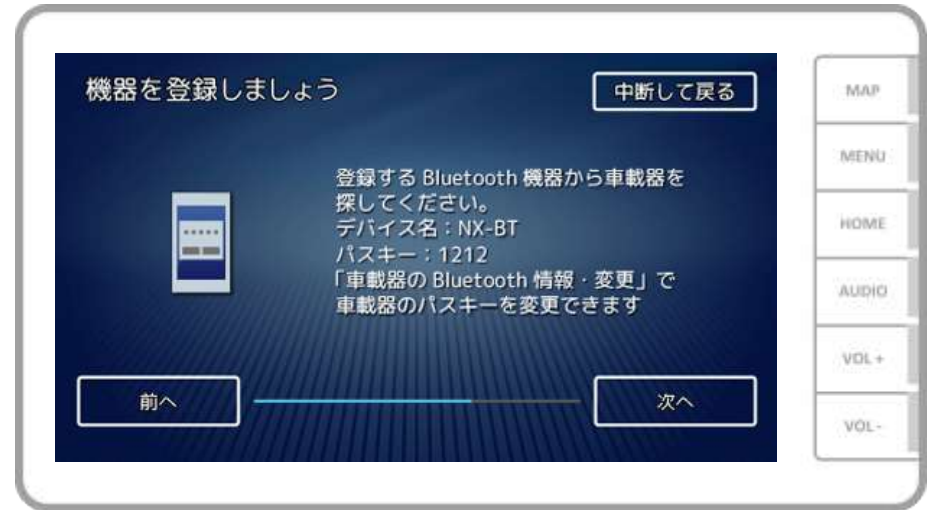 機器を登録しましょう
中断して戻る
登録する Bluetooth 機器から車載器を
探してください。
デバイス名：NX-BT
パスキー：1212
「車載器の Bluetooth 情報・変更」で
車載器のパスキーを変更できます
前へ
次へ
MAP
MENU
HOME
AUDIO
VOL +
VOL -